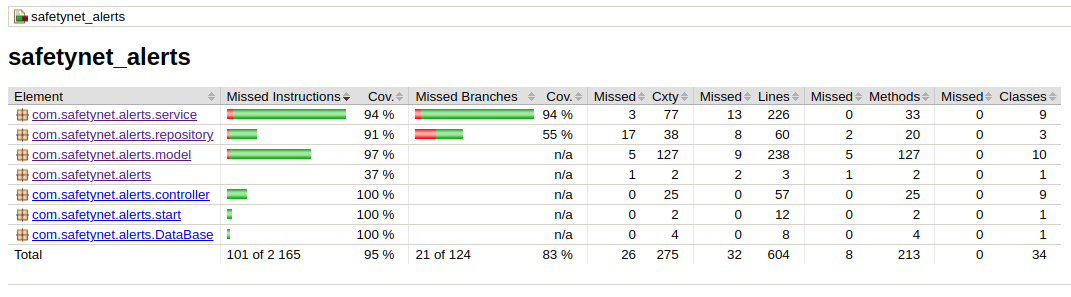 safetynet_alerts
safetynet_alerts
Element Missed Instructions Cov. Missed Branches Cov. Missed Cxty Missed Lines Missed Methods Missed Classes
com.safetynet.alerts.service 94 % 94 % 3 77 13 226 0 33 0 9
com.safetynet.alerts.repository 91 % 55 % 17 38 8 60 2 20 0 3
com.safetynet.alerts.model 97 % n/a 5 127 9 238 5 127 0 10
com.safetynet.alerts 37 % n/a 1 2 2 3 1 2 0 1
com.safetynet.alerts.controller 100 % n/a 0 25 0 57 0 25 0 9
com.safetynet.alerts.start 100 % n/a 0 2 0 12 0 2 0 1
com.safetynet.alerts.DataBase 100 % n/a 0 4 0 8 0 4 0 1
Total 101 of 2 165 95 % 21 of 124 83 % 26 275 32 604 8 213 0 34